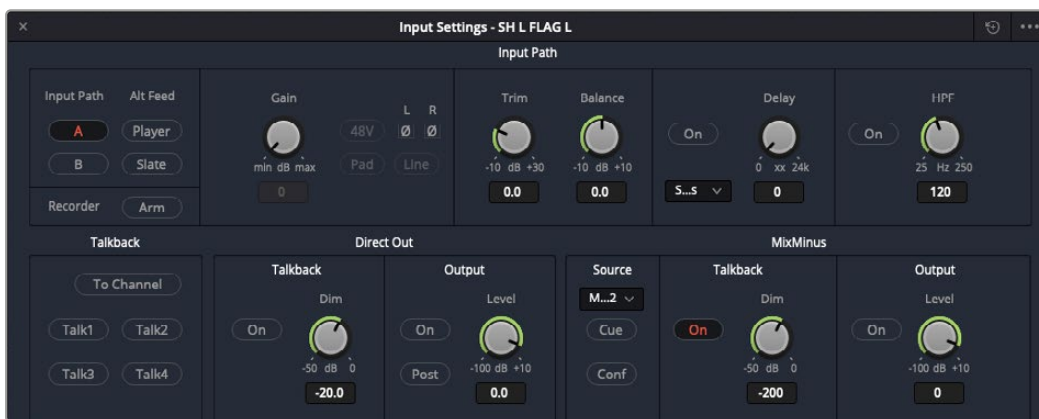 × Input Settings - SH L FLAG L •••
Input Path
Input Path Alt Feed
A Player
B Slate
Recorder Arm
Gain
min dB max
0
L R
48V Ø Ø
Pad Line
Trim
-10 dB +30
0.0
Balance
-10 dB +10
0.0
On
S...s
Delay
0 xx 24k
0
On
HPF
25 Hz 250
120
Talkback
To Channel
Talk1 Talk2
Talk3 Talk4
Direct Out
Talkback
On
Dim
-50 dB 0
-20.0
Output
On
Post
Level
-100 dB +10
0.0
MixMinus
Source
M...2
Cue
Conf
Talkback
On
Dim
-50 dB 0
-200
Output
On
Level
-100 dB +10
0